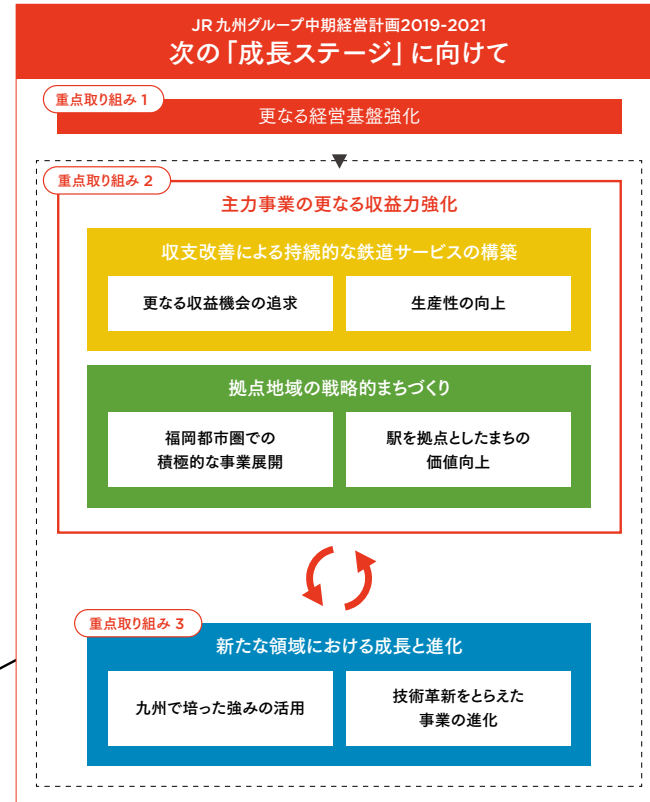 JR九州グループ中期経営計画2019-2021
次の「成長ステージ」に向けて
重点取り組み 1
更なる経営基盤強化
重点取り組み 2
主力事業の更なる収益力強化
収支改善による持続的な鉄道サービスの構築
更なる収益機会の追求
生産性の向上
拠点地域の戦略的まちづくり
福岡都市圏での
積極的な事業展開
駅を拠点としたまちの
価値向上
重点取り組み 3
新たな領域における成長と進化
九州で培った強みの活用
技術革新をとらえた
事業の進化